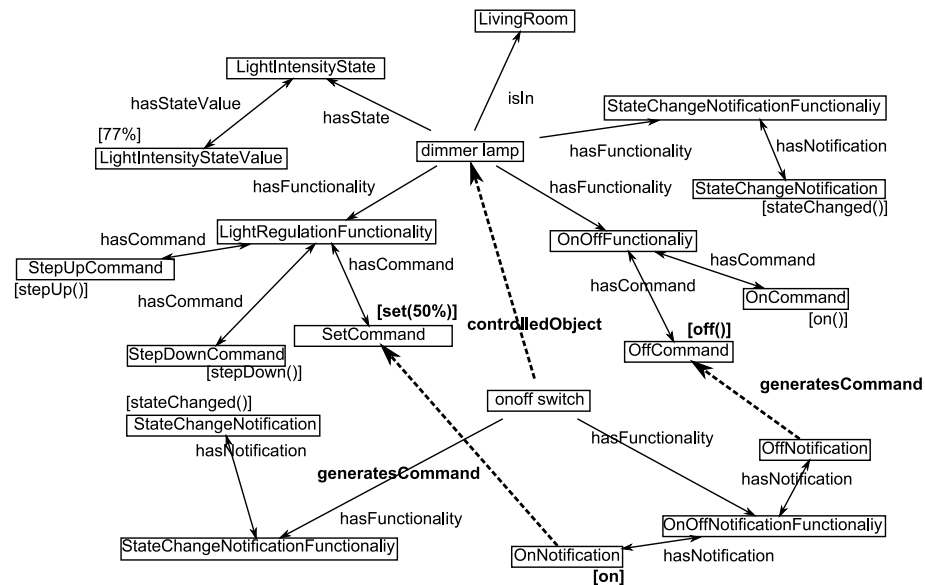 LivingRoom
LightIntensityState
hasStateValue
isIn
hasState
StateChangeNotificationFunctionaliy
[77%]
LightIntensityStateValue
dimmer lamp
hasFunctionality
hasNotification
hasFunctionality
hasFunctionality
StateChangeNotification
[stateChanged()]
LightRegulationFunctionality
hasCommand
OnOffFunctionaliy
StepUpCommand
[stepUp()]
hasCommand
hasCommand
hasCommand
hasCommand
OnCommand
[on()]
[set(50%)]
SetCommand
controlledObject
[off()]
OffCommand
StepDownCommand
[stepDown()]
generatesCommand
[stateChanged()]
StateChangeNotification
onoff switch
hasNotification
hasFunctionality
OffNotification
generatesCommand
hasNotification
hasFunctionality
OnOffNotificationFunctionaliy
StateChangeNotificationFunctionaliy
OnNotification
hasNotification
[on]